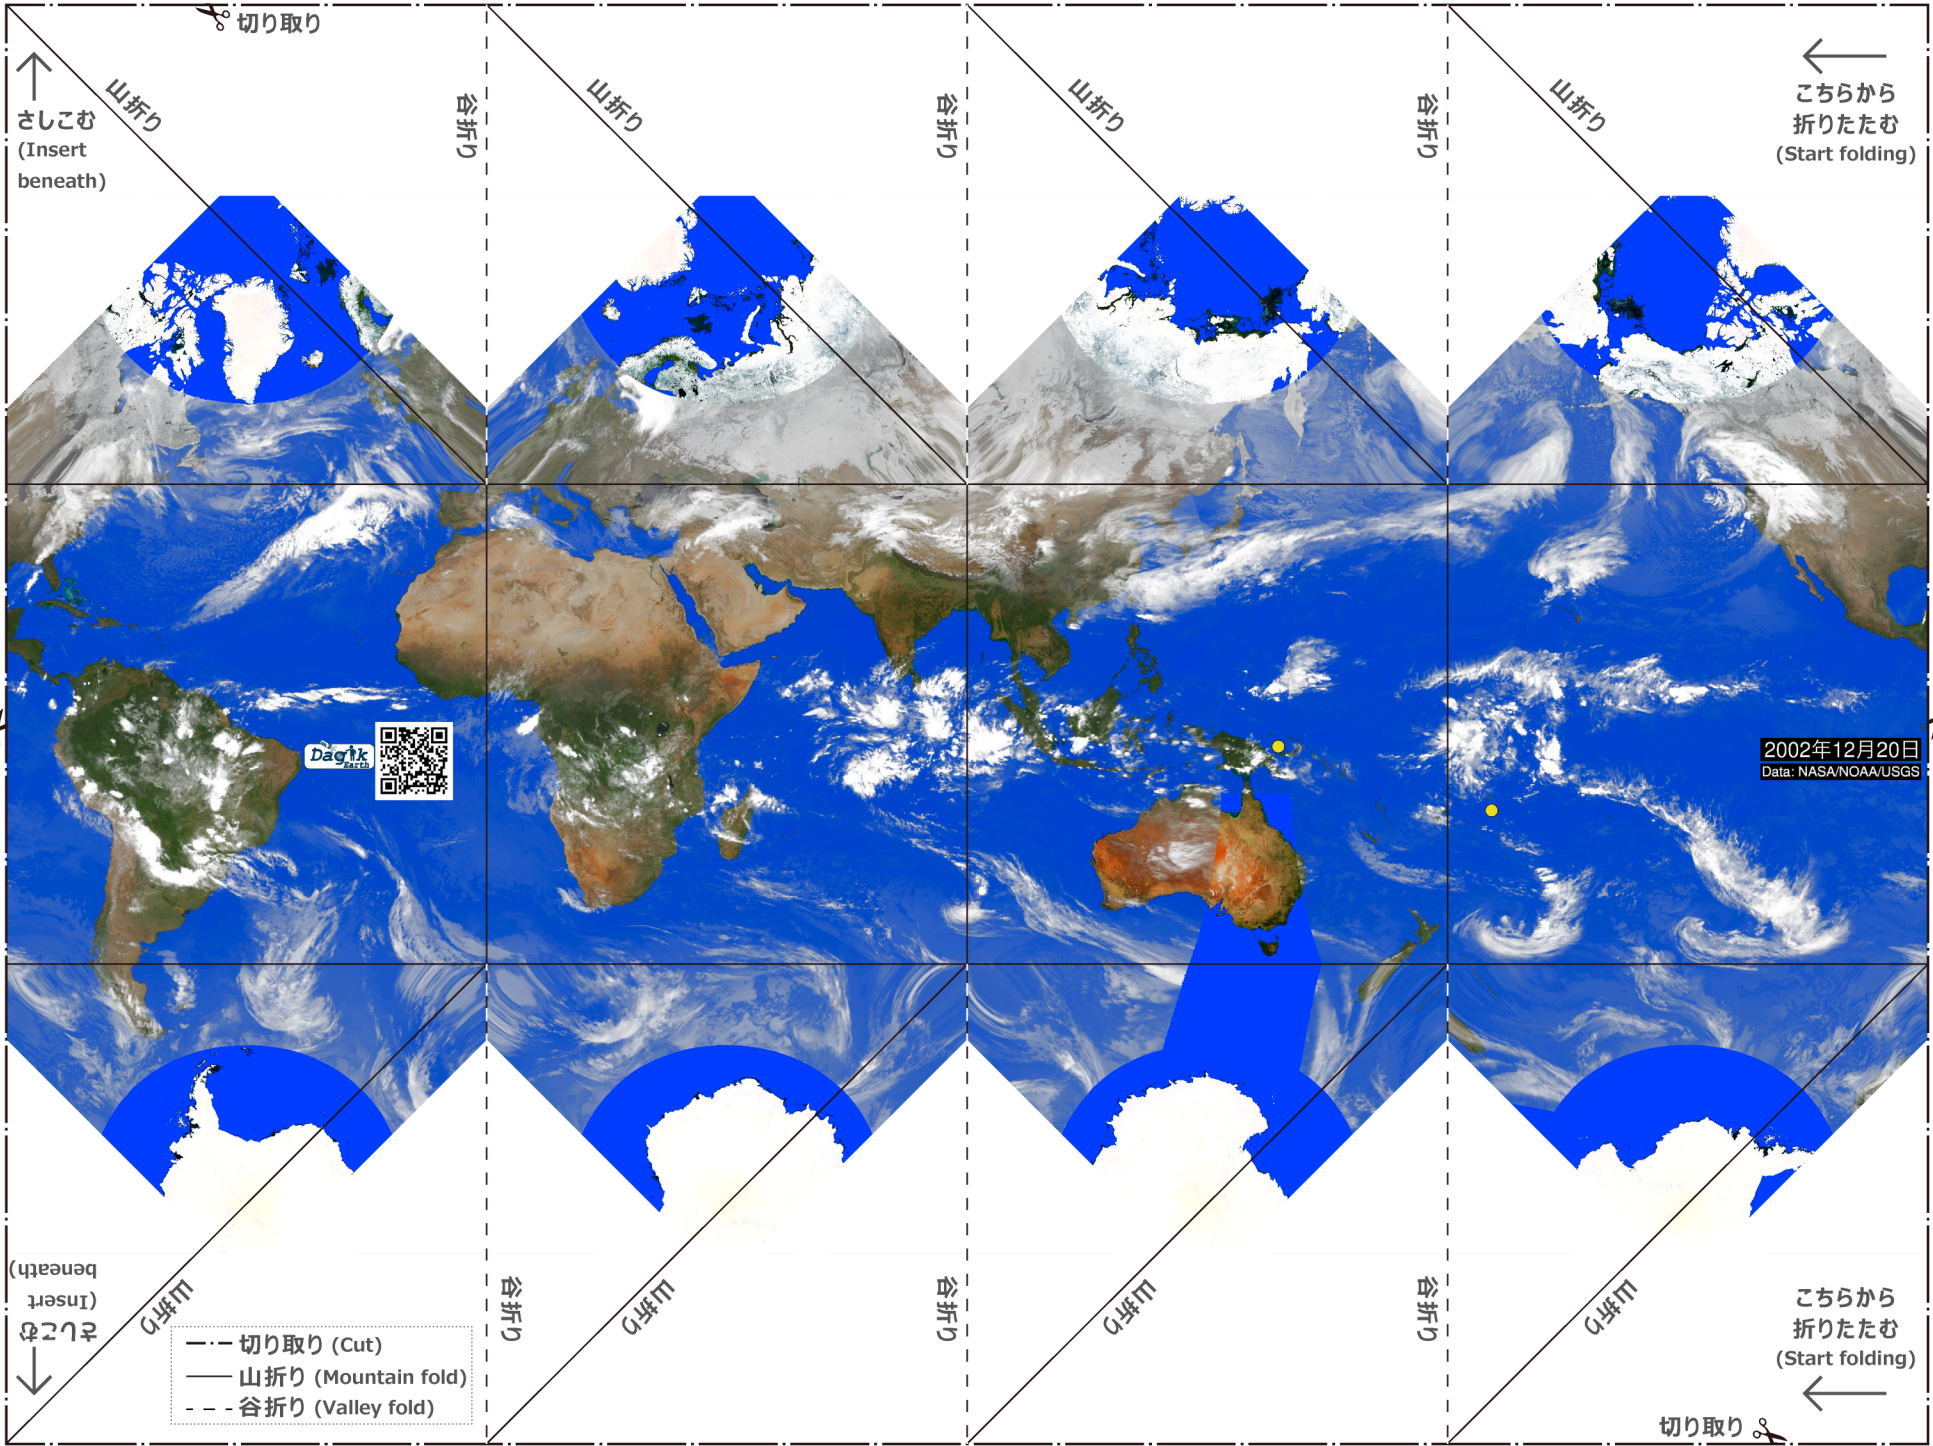 切り取り
さしこむ
(Insert
beneath)
山折り
谷折り
山折り
谷折り
山折り
谷折り
山折り
こちらから
折りたたむ
(Start folding)
Dagik
Earth
2002年12月20日
Data: NASA/NOAA/USGS
さしこむ
(Insert
beneath)
山折り
谷折り
山折り
谷折り
山折り
谷折り
山折り
こちらから
折りたたむ
(Start folding)
切り取り (Cut)
山折り (Mountain fold)
谷折り (Valley fold)
切り取り